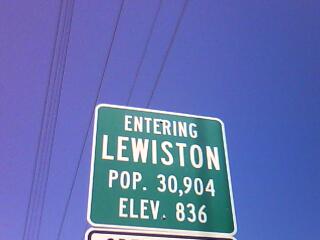 ENTERING
LEWISTON
POP. 30,904
ELEV. 836